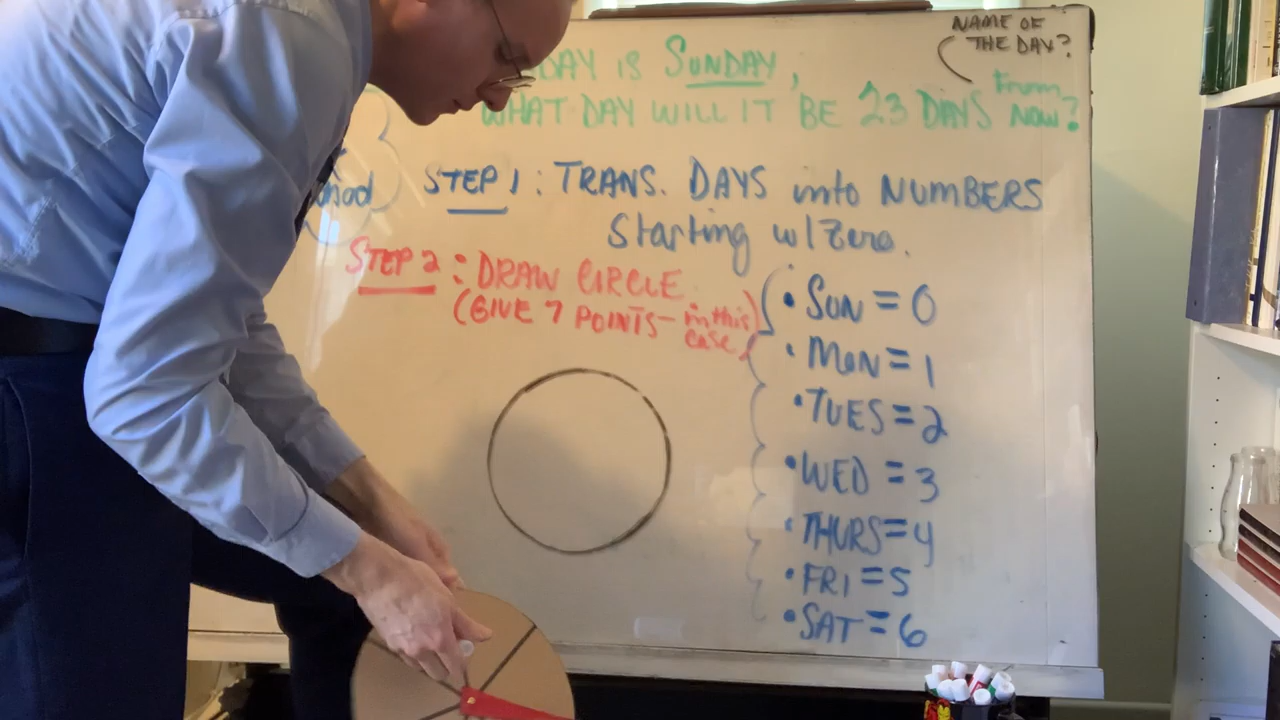 NAME OF
THE DAY?
DAY IS SUNDAY,
WHAT DAY WILL IT BE 23 DAYS From
NOW?
STEP 1: TRANS. DAYS into NUMBERS
Starting w/Zero.
STEP 2: DRAW CIRCLE
(GIVE 7 POINTS- in this
case)
• SUN = 0
• MON = 1
• TUES = 2
• WED = 3
• THURS = 4
• FRI = 5
• SAT = 6